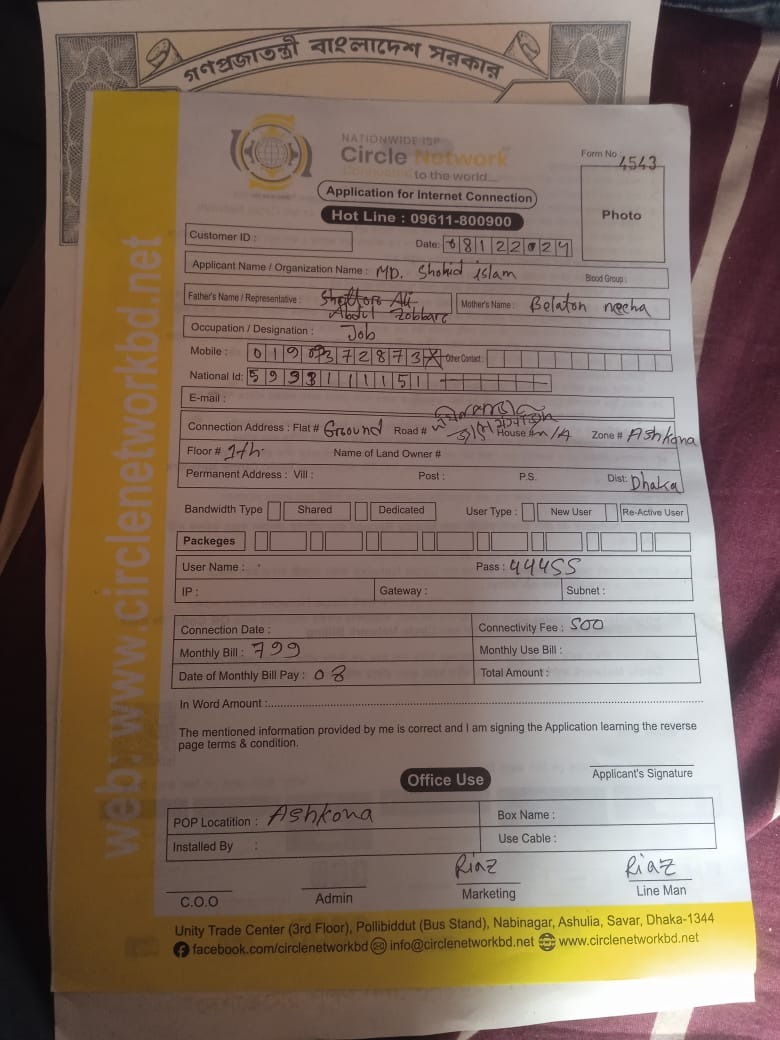 গণপ্রজাতন্ত্রী বাংলাদেশ সরকার
NATIONWIDE ISP
Circle Network
Connected to the world...
Form No : 4543
Application for Internet Connection
Photo
Hot Line : 09611-800900
Customer ID :
Date: 08122024
Applicant Name / Organization Name : MD. Shohid islam
Blood Group :
Father's Name / Representative : Abdul Zobbare
Mother's Name : Belaton necha
Occupation / Designation : Job
Mobile : Other Contact :
National Id: 5993111151
E-mail :
Connection Address : Flat # Ground Road # House # N/A Zone # Ashkona
Floor # 1th. Name of Land Owner #
Permanent Address : Vill : Post : P.S. Dist: Dhaka
Bandwidth Type Shared Dedicated User Type : New User Re-Active User
Packeges
User Name : Pass : 44455
IP : Gateway : Subnet :
Connection Date : Connectivity Fee : 500
Monthly Bill : 799 Monthly Use Bill :
Date of Monthly Bill Pay : 08 Total Amount :
In Word Amount :
The mentioned information provided by me is correct and I am signing the Application learning the reverse
page terms & condition.
Applicant's Signature
Office Use
POP Locatition : Ashkona Box Name :
Installed By : Use Cable :
Riaz Riaz
C.O.O Admin Marketing Line Man
Unity Trade Center (3rd Floor), Pollibiddut (Bus Stand), Nabinagar, Ashulia, Savar, Dhaka-1344
facebook.com/circlenetworkbd info@circlenetworkbd.net www.circlenetworkbd.net
web: www.circlenetworkbd.net